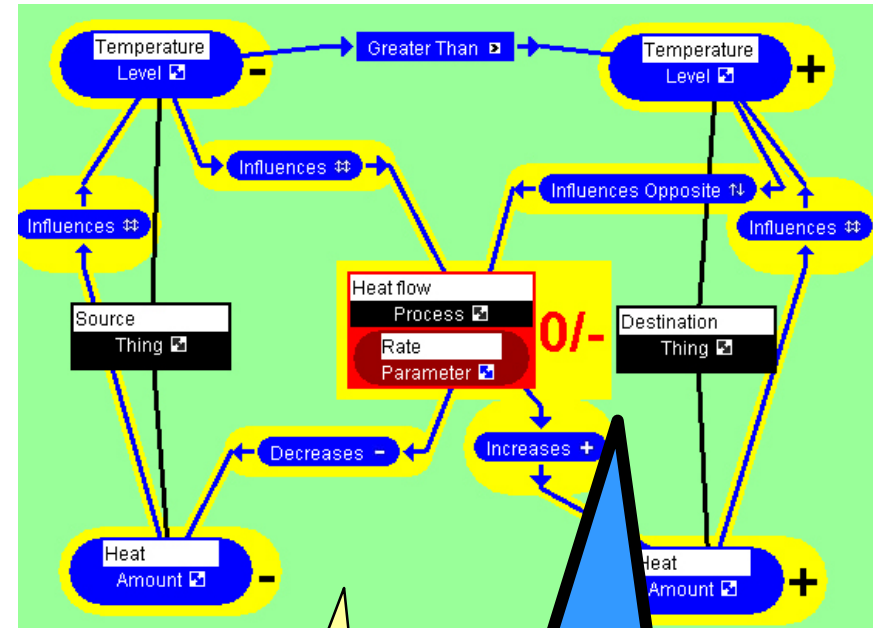 Temperature
Level
-
Greater Than
Temperature
Level
+
Influences
Influences Opposite
Influences
Influences
Heat flow
Process
Rate
Parameter
0/-
Source
Thing
Destination
Thing
Decreases -
Increases +
Heat
Amount
-
Heat
Amount
+